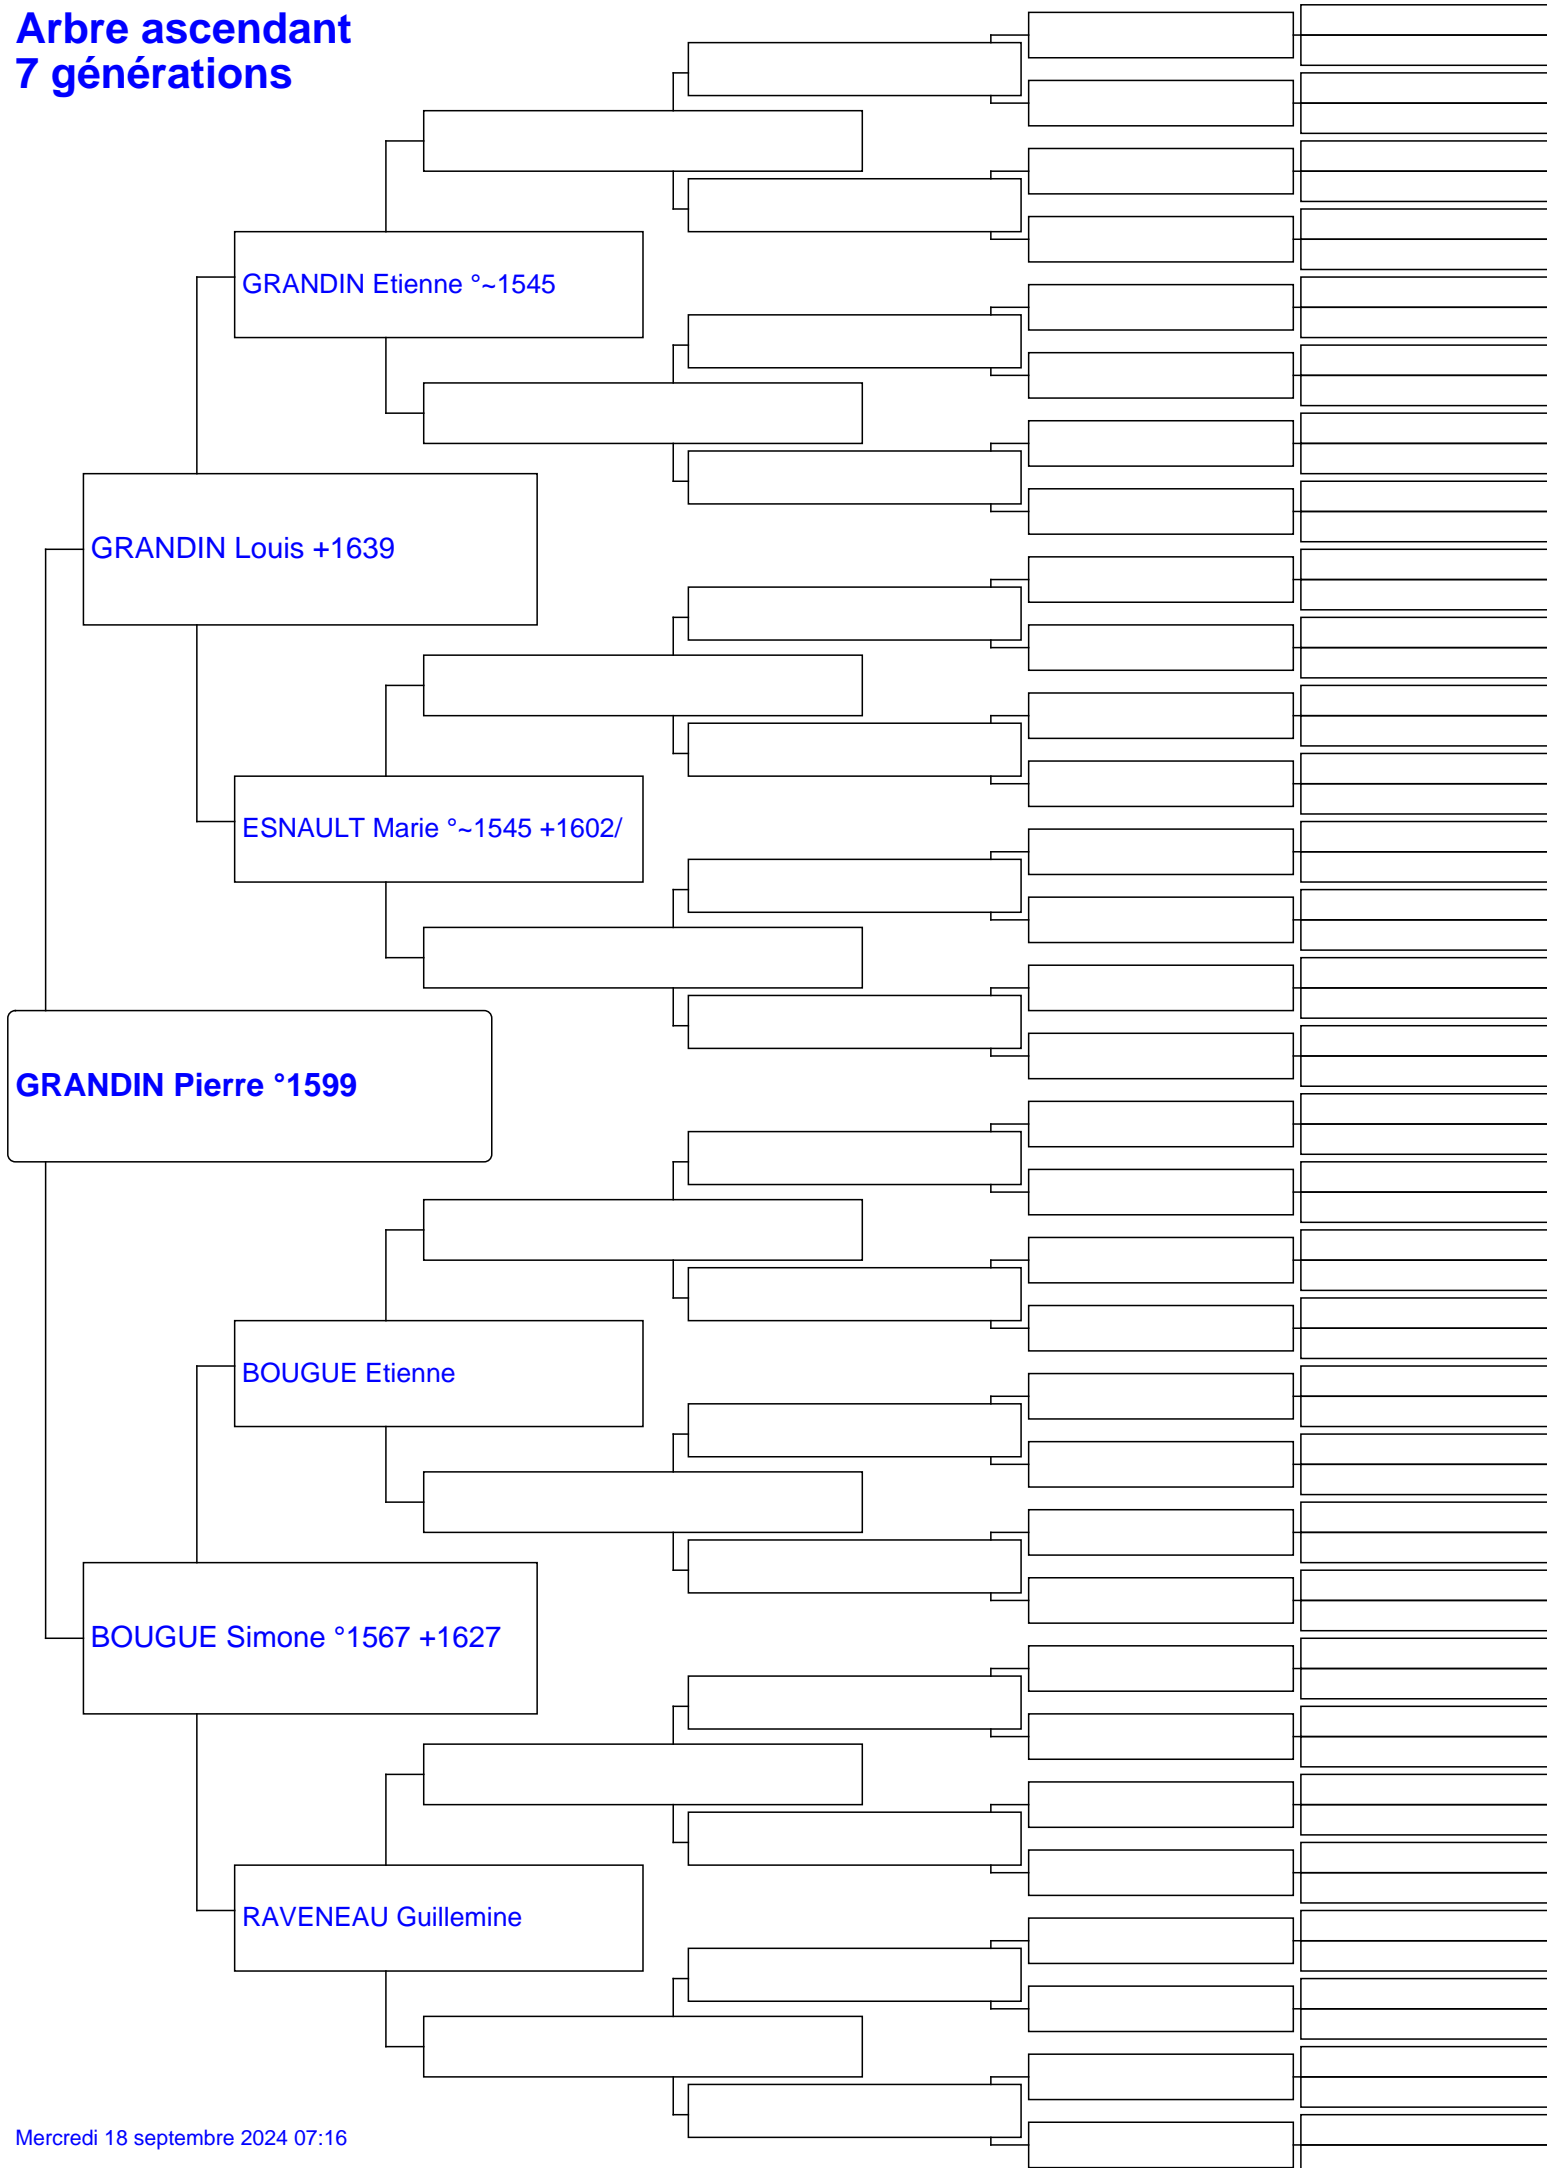 Arbre ascendant
7 générations
GRANDIN Etienne °~1545
GRANDIN Louis +1639
ESNAULT Marie °~1545 +1602/
GRANDIN Pierre °1599
BOUGUE Etienne
BOUGUE Simone °1567 +1627
RAVENEAU Guillemine
Mercredi 18 septembre 2024 07:16